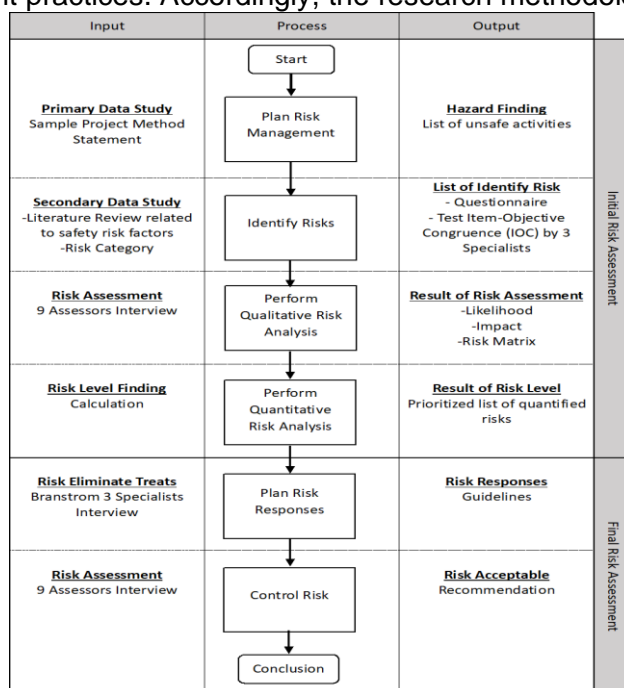 nt practices. Accordingly, the research methodol
Input Process Output
Start
Primary Data Study
Sample Project Method
Statement
Plan Risk
Management
Hazard Finding
List of unsafe activities
Secondary Data Study
-Literature Review related
to safety risk factors
-Risk Category
Identify Risks
List of Identify Risk
- Questionnaire
- Test Item-Objective
Congruence (IOC) by 3
Specialists
Risk Assessment
9 Assessors Interview
Perform
Qualitative Risk
Analysis
Result of Risk Assessment
-Likelihood
-Impact
-Risk Matrix
Risk Level Finding
Calculation
Perform
Quantitative
Risk Analysis
Result of Risk Level
Prioritized list of quantified
risks
Initial Risk Assessment
Risk Eliminate Treats
Branstrom 3 Specialists
Interview
Plan Risk
Responses
Risk Responses
Guidelines
Risk Assessment
9 Assessors Interview
Control Risk
Risk Acceptable
Recommendation
Conclusion
Final Risk Assessment